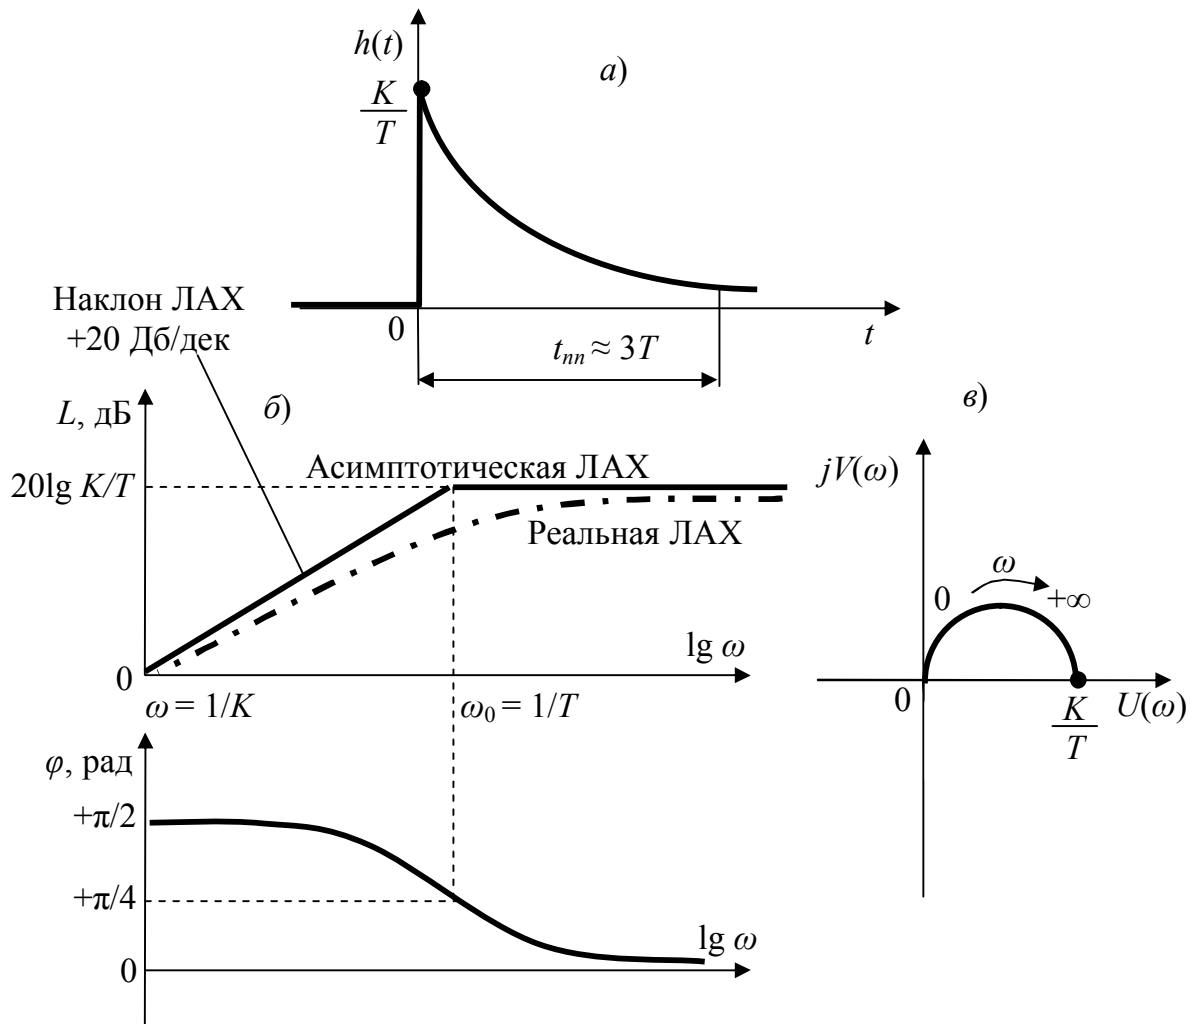 h(t)
а)
K
T
0
t
tпп ≈ 3T
Наклон ЛАХ
+20 Дб/дек
L, дБ
б)
20lg K/T
Асимптотическая ЛАХ
Реальная ЛАХ
lg ω
0
ω = 1/K
ω0 = 1/T
φ, рад
+π/2
+π/4
0
lg ω
в)
jV(ω)
ω
0
+∞
0
K
T
U(ω)